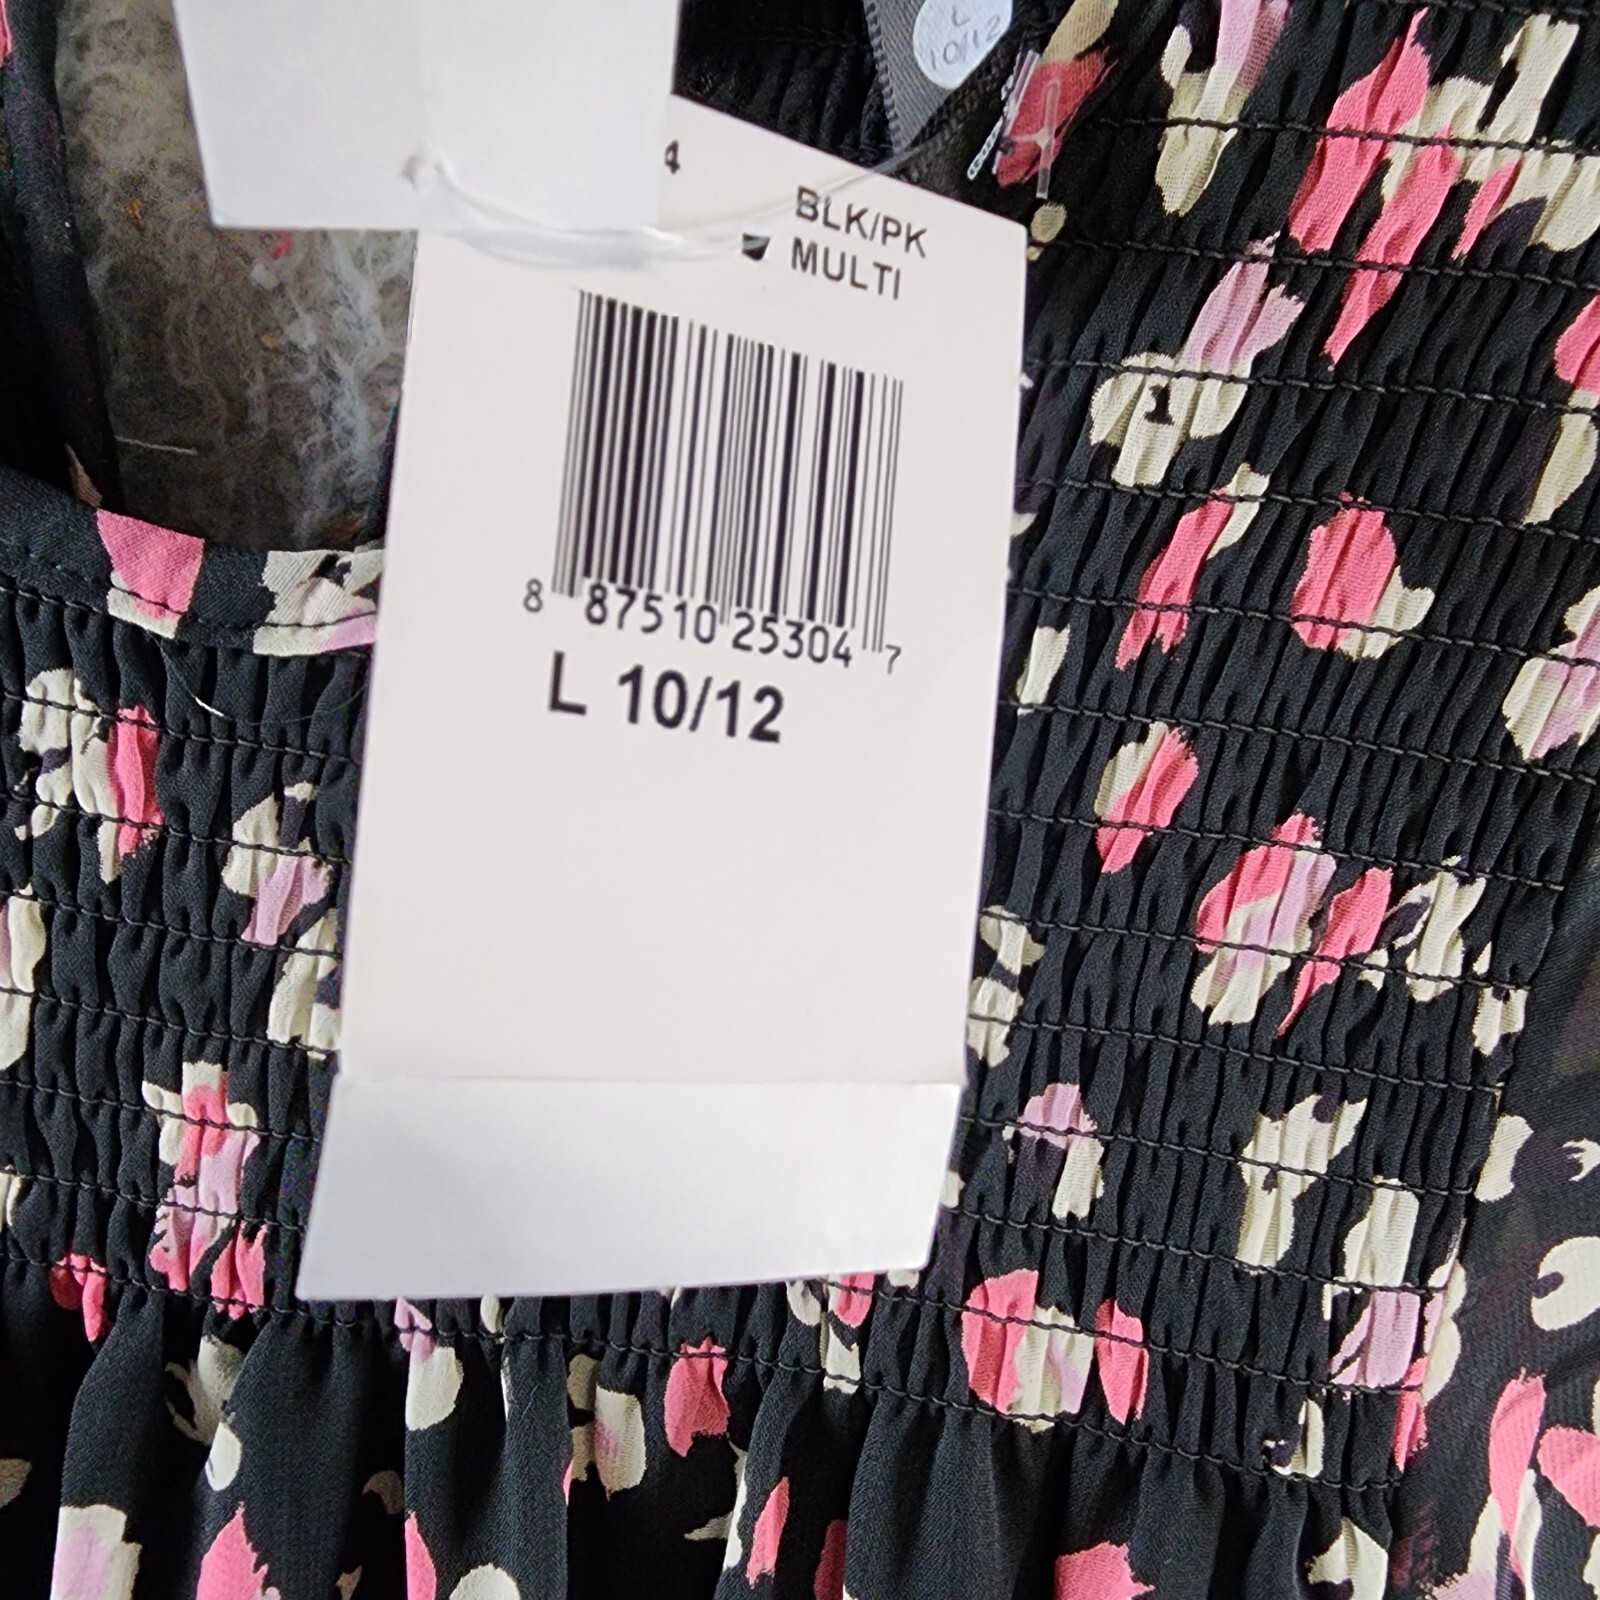 L
10/12
4
BLK/PK
MULTI
8 87510 25304 7
L 10/12